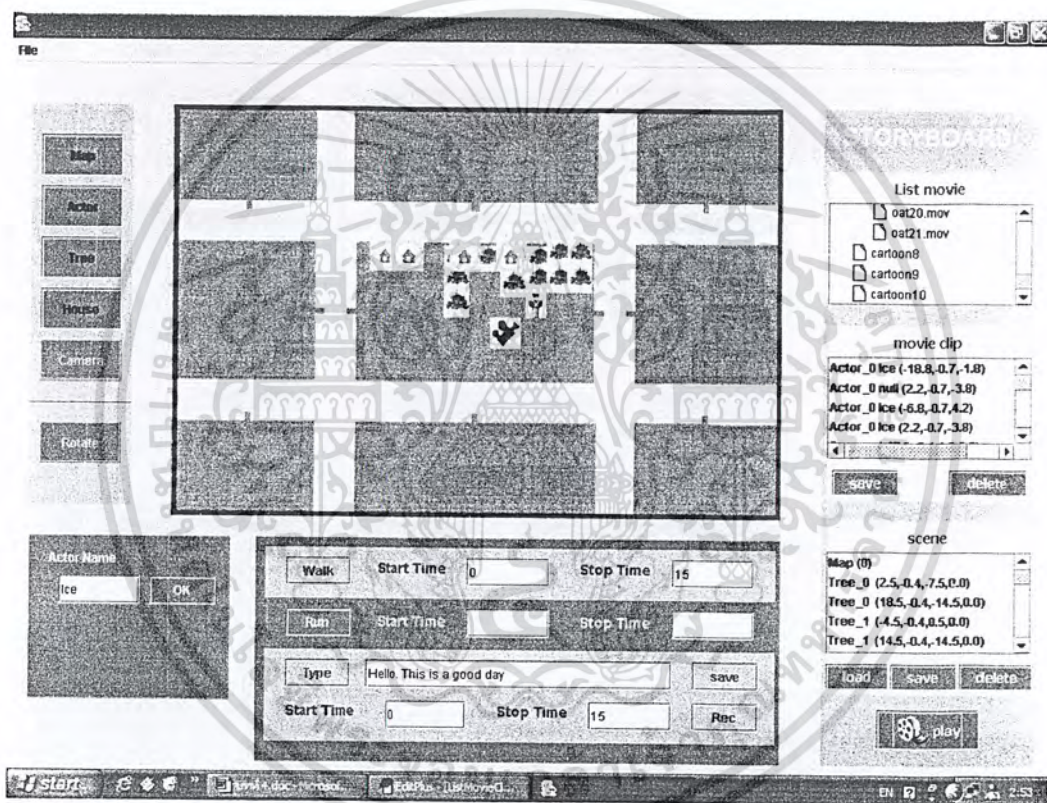 File
Map
Actor
Tree
House
Camera
Rotate
STORYBOARD
List movie
oat20.mov
oat21.mov
cartoon8
cartoon9
cartoon10
movie clip
Actor_0 Ice (-18.8,-0.7,-1.8)
Actor_0 null (2.2,-0.7,-3.8)
Actor_0 Ice (-6.8,-0.7,4.2)
Actor_0 Ice (2.2,-0.7,-3.8)
save delete
scene
Map (0)
Tree_0 (2.5,-0.4,-7.5,0.0)
Tree_0 (18.5,-0.4,-14.5,0.0)
Tree_1 (-4.5,-0.4,0.5,0.0)
Tree_1 (14.5,-0.4,-14.5,0.0)
load save delete
play
Actor Name
Ice OK
Walk Start Time 0 Stop Time 15
Run Start Time Stop Time
Type Hello. This is a good day save
Start Time 0 Stop Time 15 Rec
start EditPlus - [ListMovieCl... EN 2:53